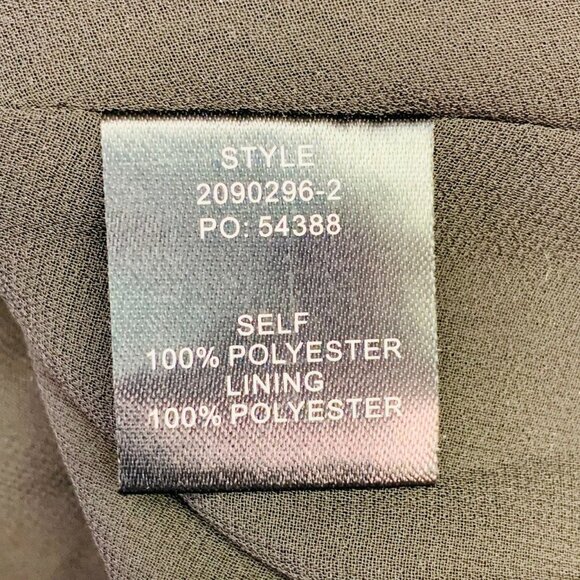 STYLE
2090296-2
PO: 54388
SELF
100% POLYESTER
LINING
100% POLYESTER